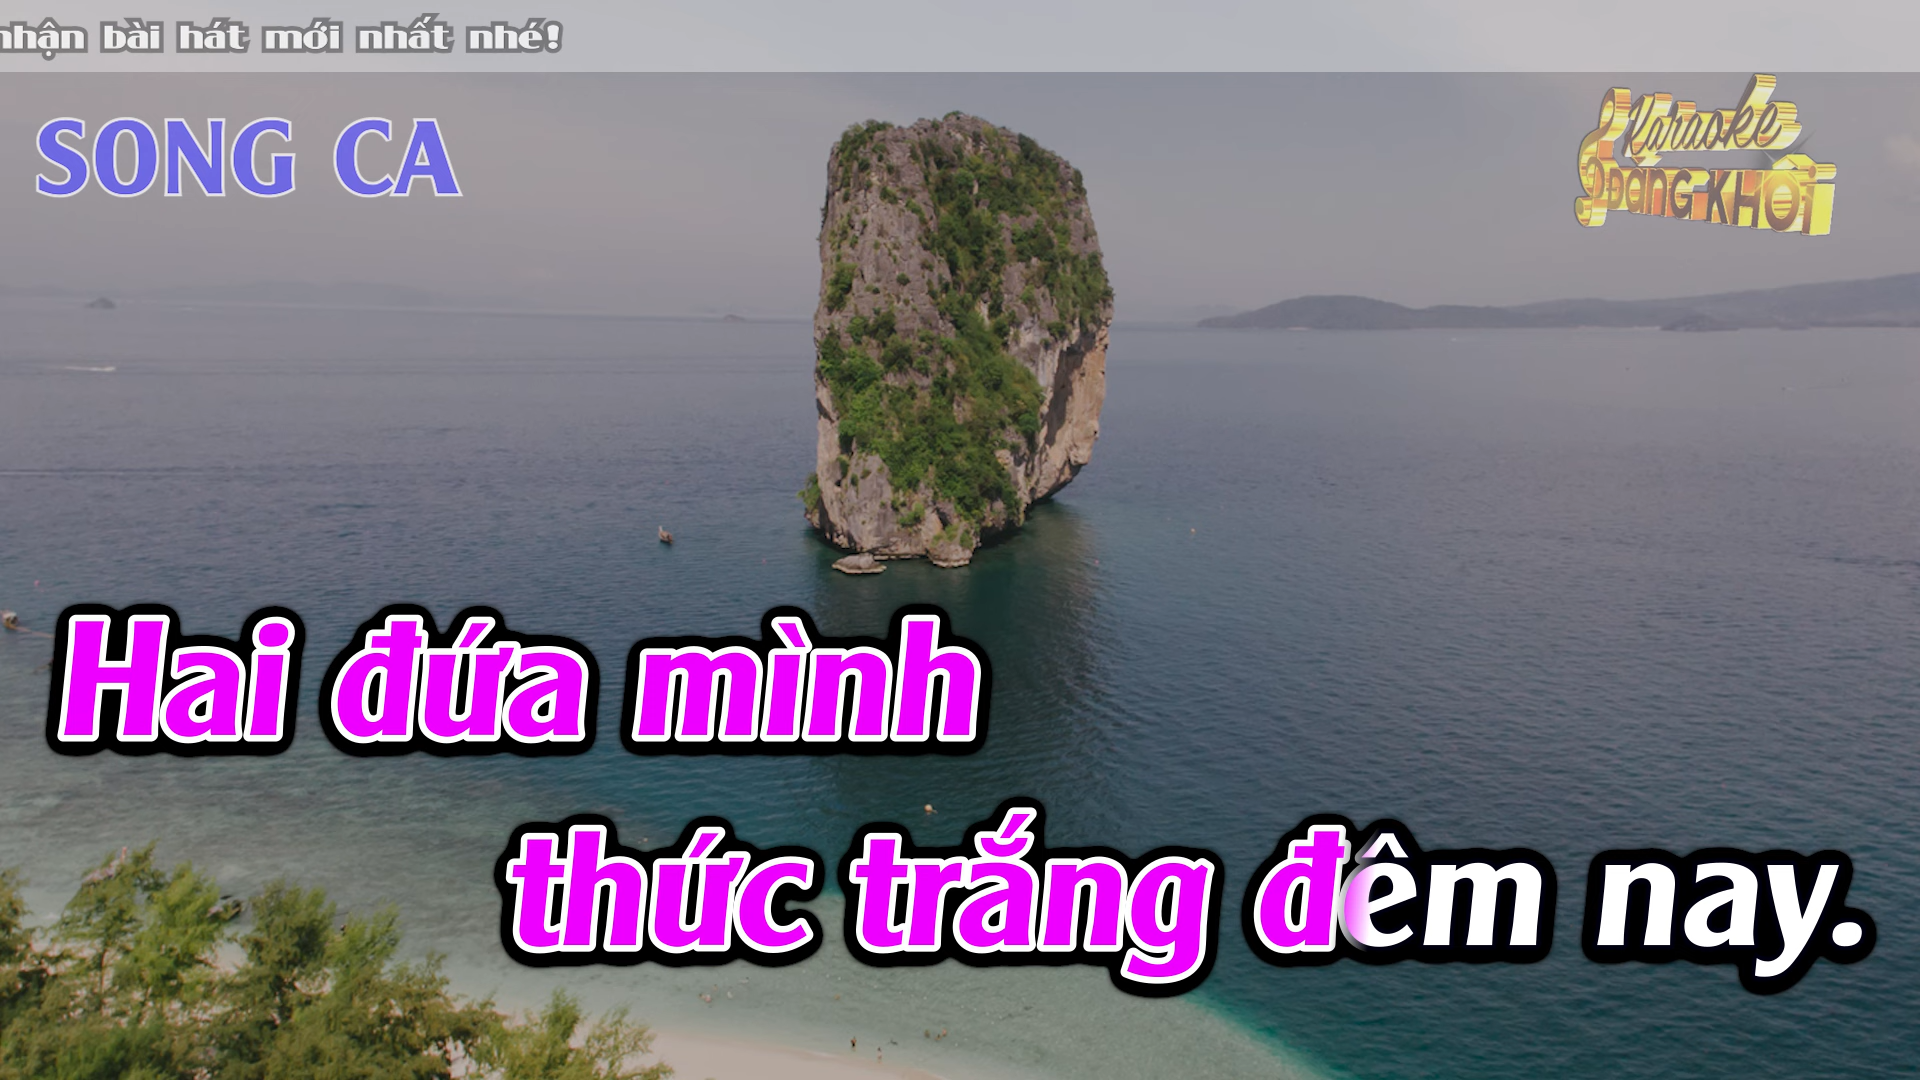 nhận bài hát mới nhất nhé!
SONG CA
Karaoke
ĐĂNG KHÔI
Hai đứa mình
thức trắng đêm nay.